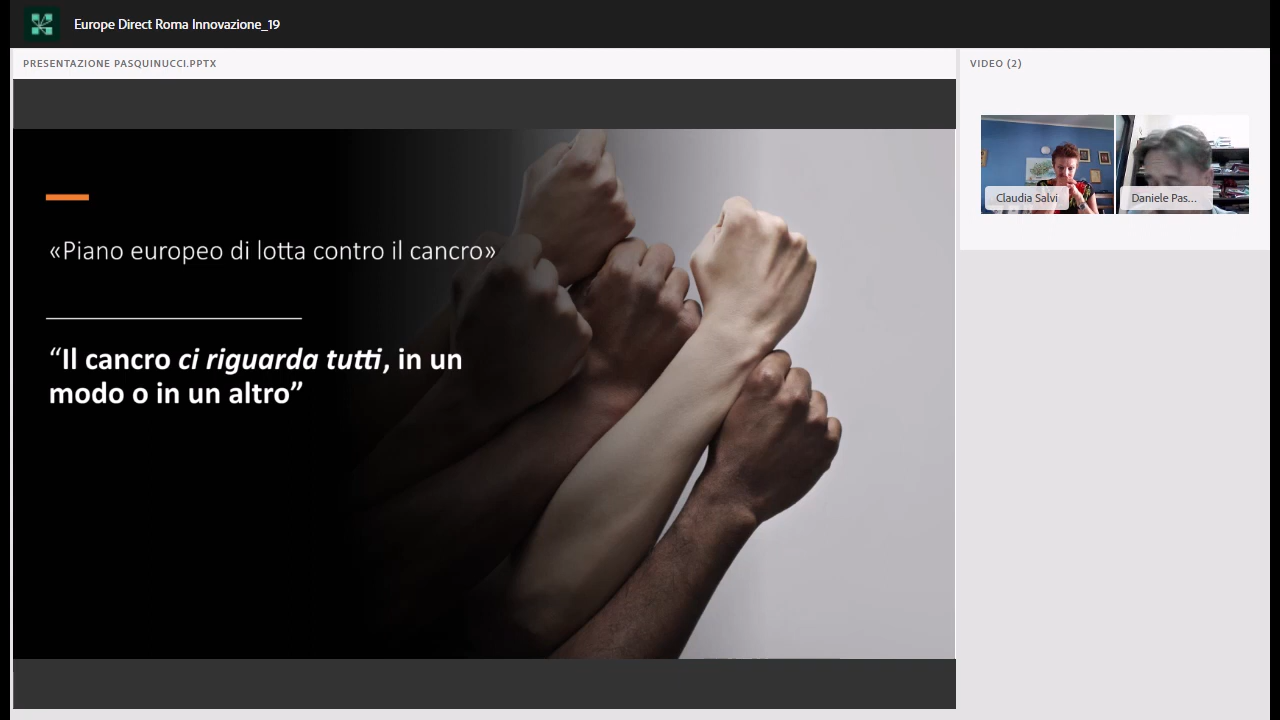 Europe Direct Roma Innovazione_19
PRESENTAZIONE PASQUINUCCI.PPTX
VIDEO (2)
«Piano europeo di lotta contro il cancro»
“Il cancro ci riguarda tutti, in un
modo o in un altro”
Claudia Salvi
Daniele Pas...